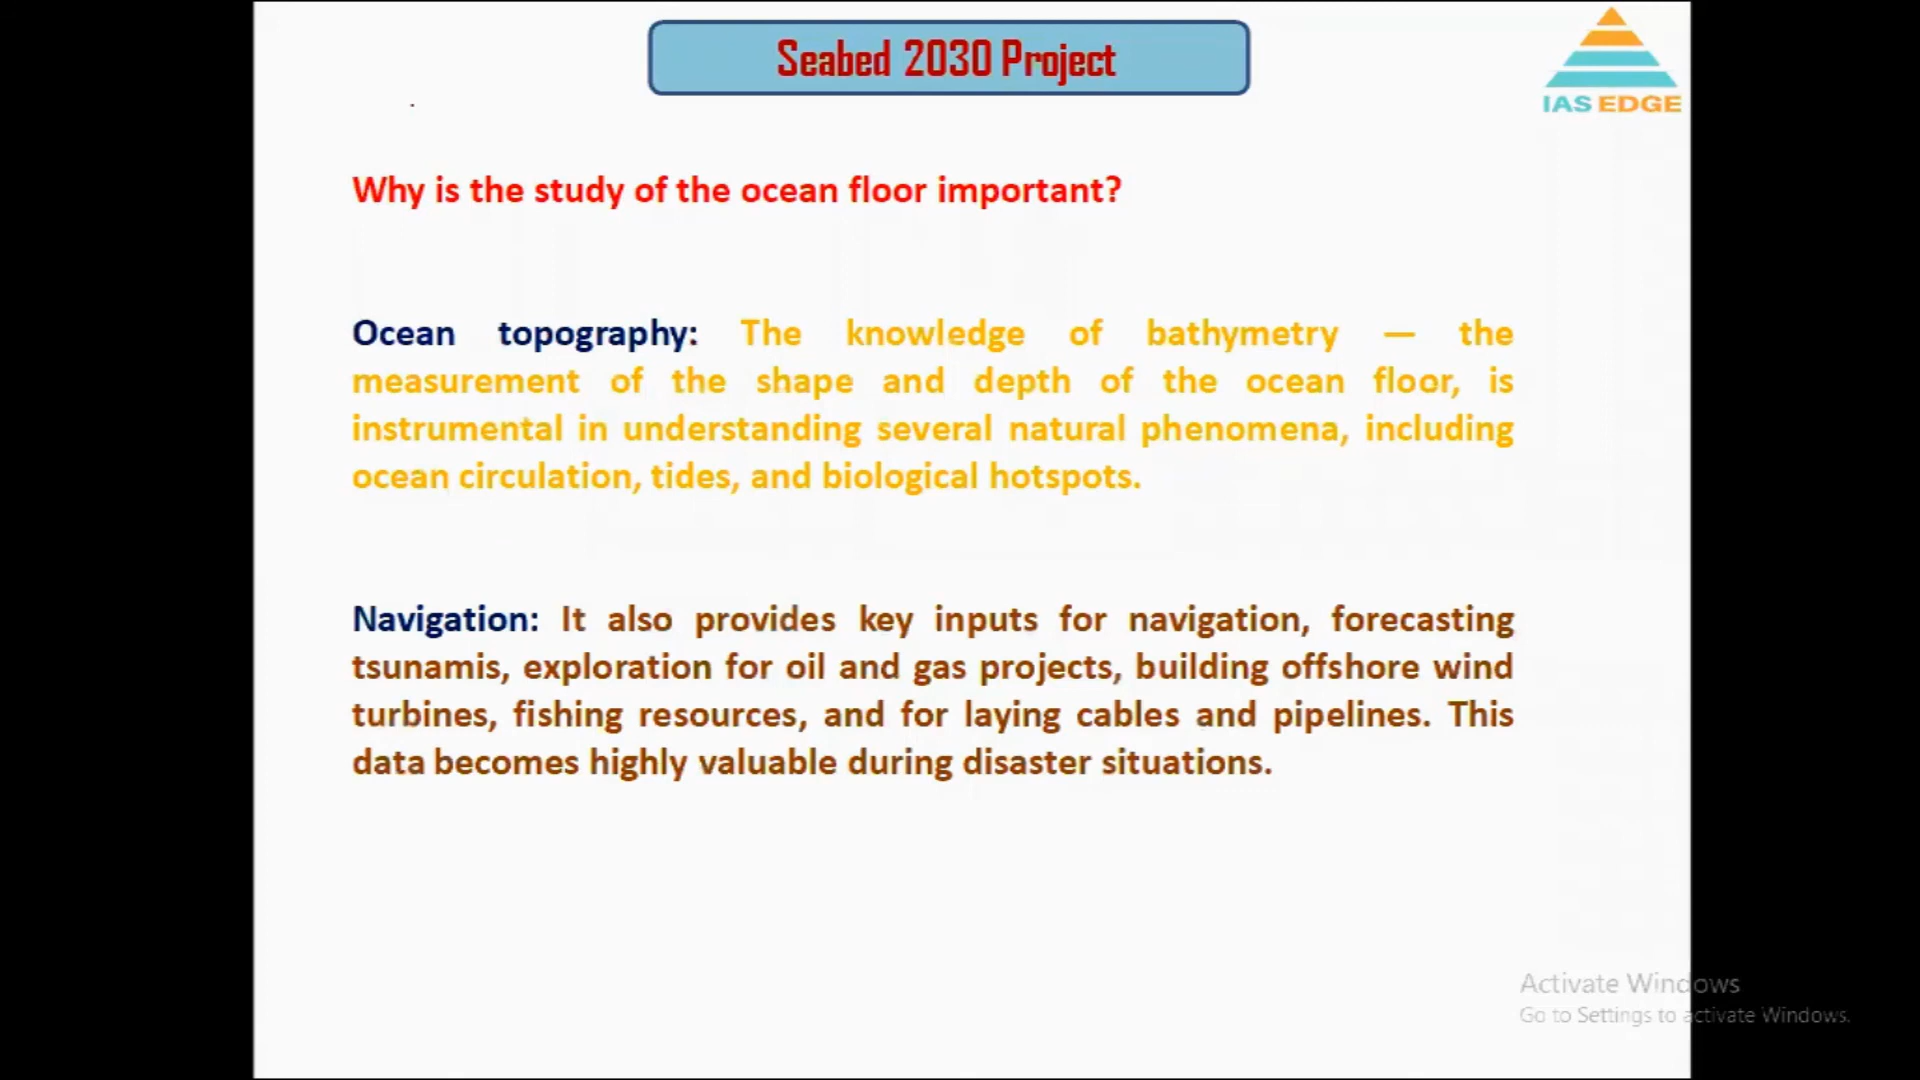 Seabed 2030 Project
IAS EDGE
Why is the study of the ocean floor important?
Ocean topography: The knowledge of bathymetry — the
measurement of the shape and depth of the ocean floor, is
instrumental in understanding several natural phenomena, including
ocean circulation, tides, and biological hotspots.
Navigation: It also provides key inputs for navigation, forecasting
tsunamis, exploration for oil and gas projects, building offshore wind
turbines, fishing resources, and for laying cables and pipelines. This
data becomes highly valuable during disaster situations.
Activate Windows
Go to Settings to activate Windows.